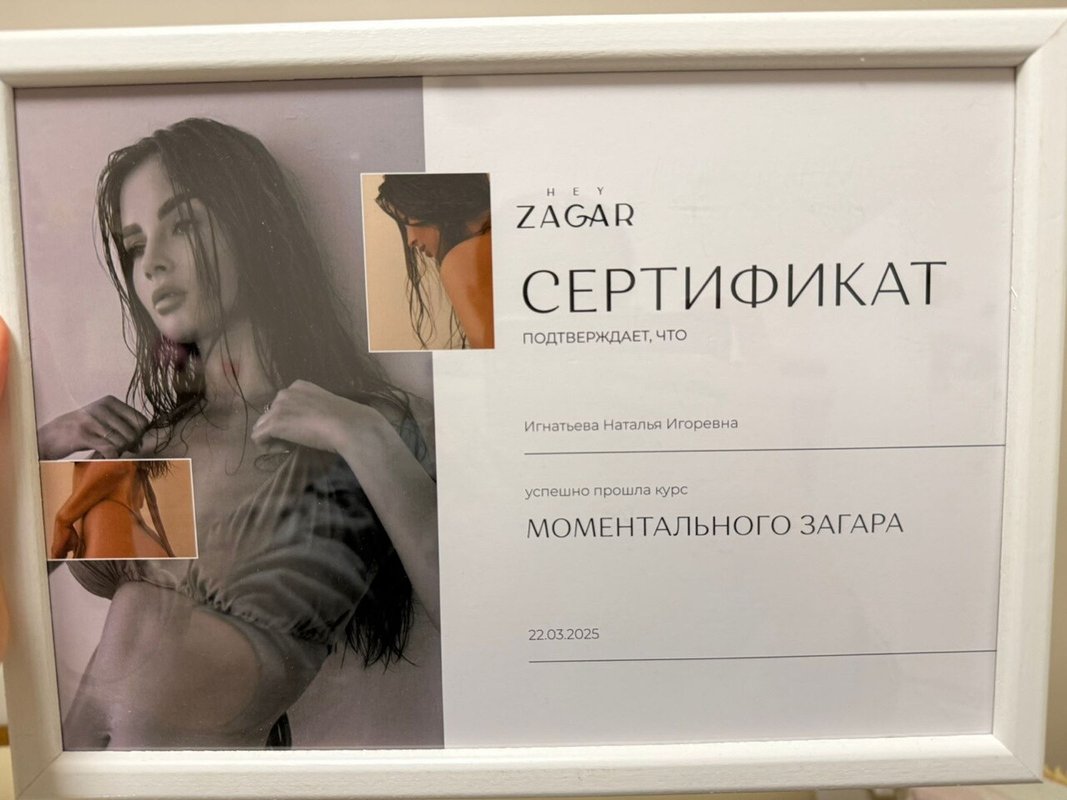 HEY
ZAGAR
СЕРТИФИКАТ
ПОДТВЕРЖДАЕТ, ЧТО
Игнатьева Наталья Игоревна
успешно прошла курс
МОМЕНТАЛЬНОГО ЗАГАРА
22.03.2025